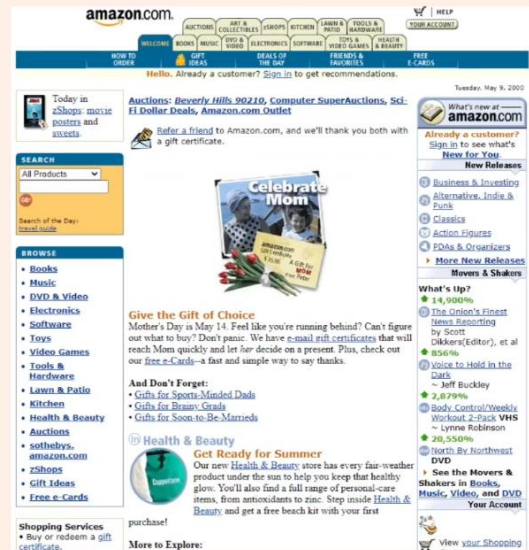 amazon.com.
HELP
YOUR ACCOUNT
AUCTIONS
ART & COLLECTIBLES
zSHOPS
KITCHEN
LAWN & PATIO
TOOLS & HARDWARE
WELCOME
BOOKS
MUSIC
DVD & VIDEO
ELECTRONICS
SOFTWARE
TOYS & VIDEO GAMES
HEALTH & BEAUTY
HOW TO ORDER
GIFT IDEAS
DEALS OF THE DAY
FRIENDS & FAVORITES
FREE E-CARDS
Hello. Already a customer? Sign in to get recommendations.
Tuesday, May 9, 2000
Today in
zShops: movie
posters and
sweets.
SEARCH
All Products
GO!
Search of the Day:
travel guide
BROWSE
• Books
• Music
• DVD & Video
• Electronics
• Software
• Toys
• Video Games
• Tools &
Hardware
• Lawn & Patio
• Kitchen
• Health & Beauty
• Auctions
• sothebys.
amazon.com
• zShops
• Gift Ideas
• Free e-Cards
Shopping Services
• Buy or redeem a gift
certificate.
Auctions: Beverly Hills 90210, Computer SuperAuctions, Sci-
Fi Dollar Deals, Amazon.com Outlet
Refer a friend to Amazon.com, and we'll thank you both with
a gift certificate.
Celebrate
Mom
amazon.com
A Gift for
MOM
Give the Gift of Choice
Mother's Day is May 14. Feel like you're running behind? Can't figure
out what to buy? Don't panic. We have e-mail gift certificates that will
reach Mom quickly and let her decide on a present. Plus, check out
our free e-Cards--a fast and simple way to say thanks.
And Don't Forget:
• Gifts for Sports-Minded Dads
• Gifts for Brainy Grads
• Gifts for Soon-to-Be-Marrieds
in Health & Beauty
Coppertone
Get Ready for Summer
Our new Health & Beauty store has every fair-weather
product under the sun to help you keep that healthy
glow. You'll also find a full range of personal-care
items, from antioxidants to zinc. Step inside Health &
Beauty and get a free beach kit with your first
purchase!
More to Explore:
What's new at
amazon.com
Already a customer?
Sign in to see what's
New for You.
New Releases
Business & Investing
Alternative, Indie &
Punk
Classics
Action Figures
PDAs & Organizers
More New Releases
Movers & Shakers
What's Up?
14,900%
The Onion's Finest
News Reporting
by Scott
Dikkers(Editor), et al
856%
Voice to Hold in the
Dark
~ Jeff Buckley
2,879%
Body Control/Weekly
Workout 2-Pack VHS
~ Lynne Robinson
20,550%
North By Northwest
DVD
See the Movers &
Shakers in Books,
Music, Video, and DVD
Your Account
View your Shopping